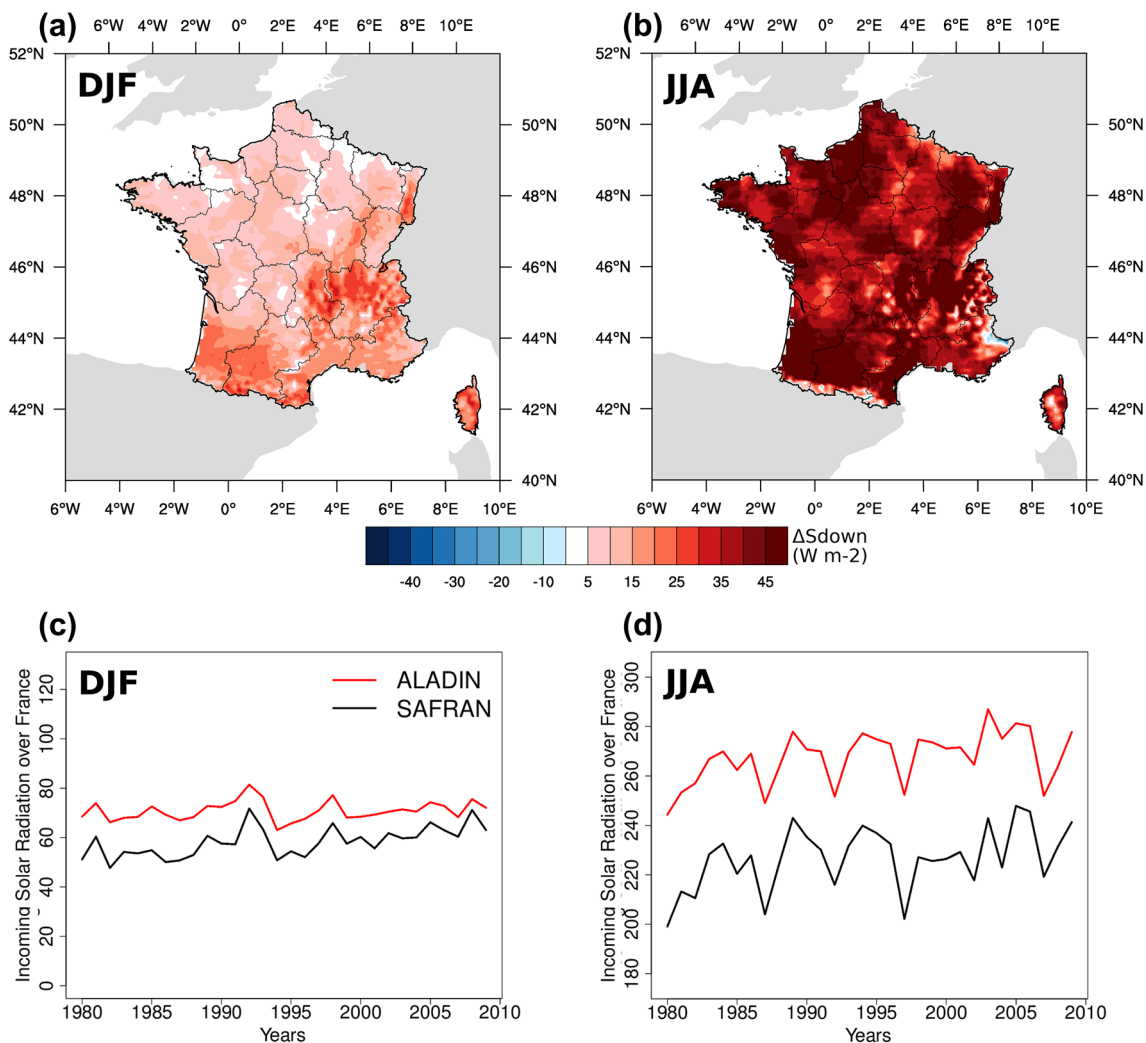 (a)
6°W 4°W 2°W 0° 2°E 4°E 6°E 8°E 10°E
52°N
DJF
50°N 50°N
48°N 48°N
46°N 46°N
44°N 44°N
42°N 42°N
40°N
6°W 4°W 2°W 0° 2°E 4°E 6°E 8°E 10°E
(b)
6°W 4°W 2°W 0° 2°E 4°E 6°E 8°E 10°E
52°N
JJA
50°N 50°N
48°N 48°N
46°N 46°N
44°N 44°N
42°N 42°N
40°N
6°W 4°W 2°W 0° 2°E 4°E 6°E 8°E 10°E
ΔSdown
(W m-2)
-40 -30 -20 -10 5 15 25 35 45
(c)
DJF
ALADIN
SAFRAN
Incoming Solar Radiation over France
120
100
80
60
40
20
0
1980 1985 1990 1995 2000 2005 2010
Years
(d)
JJA
Incoming Solar Radiation over France
300
280
260
240
220
200
180
1980 1985 1990 1995 2000 2005 2010
Years